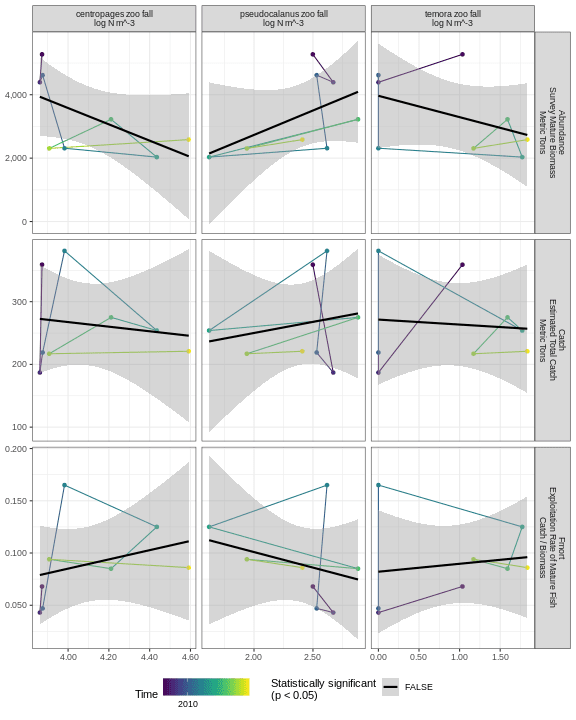 centropages zoo fall
log N m^-3
pseudocalanus zoo fall
log N m^-3
temora zoo fall
log N m^-3
4,000
2,000
0
Abundance
Survey Mature Biomass
Metric Tons
300
200
100
Catch
Estimated Total Catch
Metric Tons
0.200
0.150
0.100
0.050
Fmort
Exploitation Rate of Mature Fish
Catch / Biomass
4.00
4.20
4.40
4.60
2.00
2.50
0.00
0.50
1.00
1.50
Time
2010
Statistically significant
(p < 0.05)
FALSE